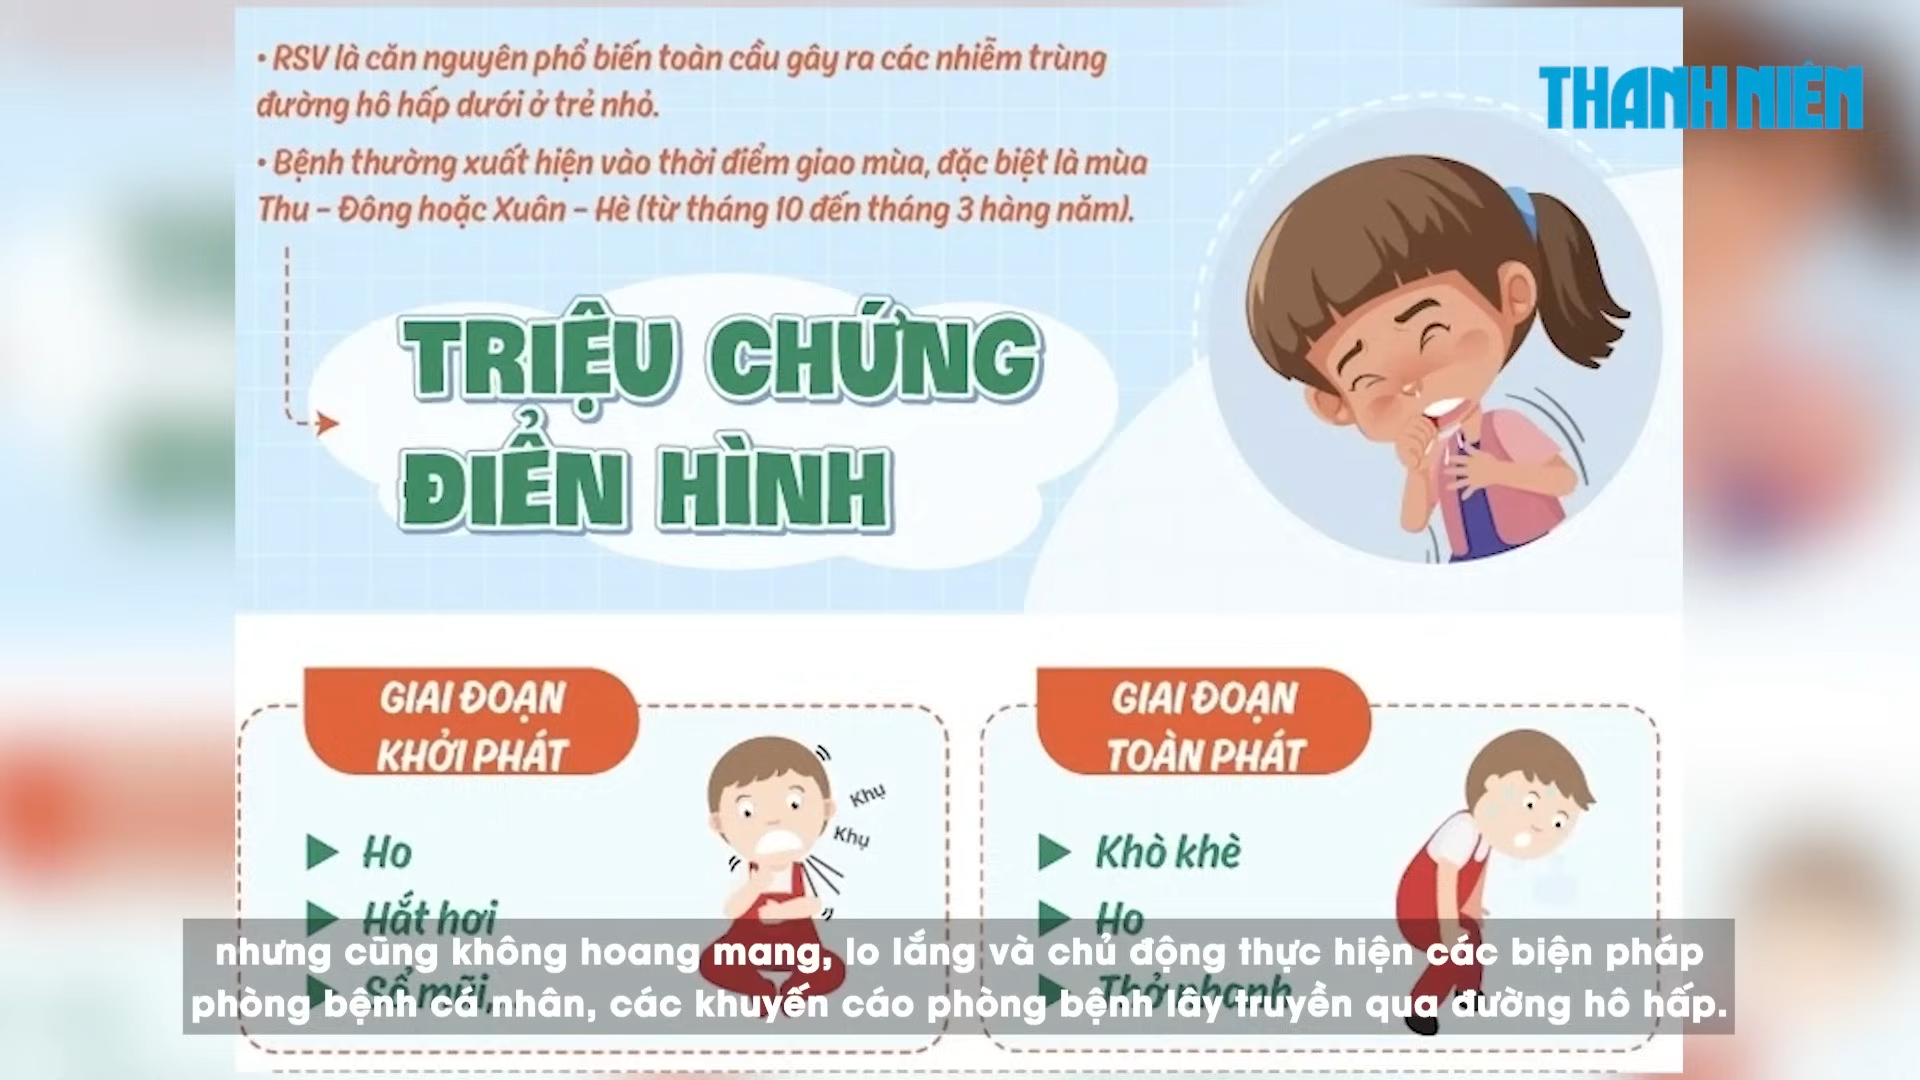 • RSV là căn nguyên phổ biến toàn cầu gây ra các nhiễm trùng
đường hô hấp dưới ở trẻ nhỏ.
• Bệnh thường xuất hiện vào thời điểm giao mùa, đặc biệt là mùa
Thu – Đông hoặc Xuân – Hè (từ tháng 10 đến tháng 3 hàng năm).
THANH NIÊN
TRIỆU CHỨNG
ĐIỂN HÌNH
GIAI ĐOẠN
KHỞI PHÁT
Khụ
Khụ
Ho
Hắt hơi
Sổ mũi,
GIAI ĐOẠN
TOÀN PHÁT
Khò khè
Ho
Thở nhanh
nhưng cũng không hoang mang, lo lắng và chủ động thực hiện các biện pháp
phòng bệnh cá nhân, các khuyến cáo phòng bệnh lây truyền qua đường hô hấp.